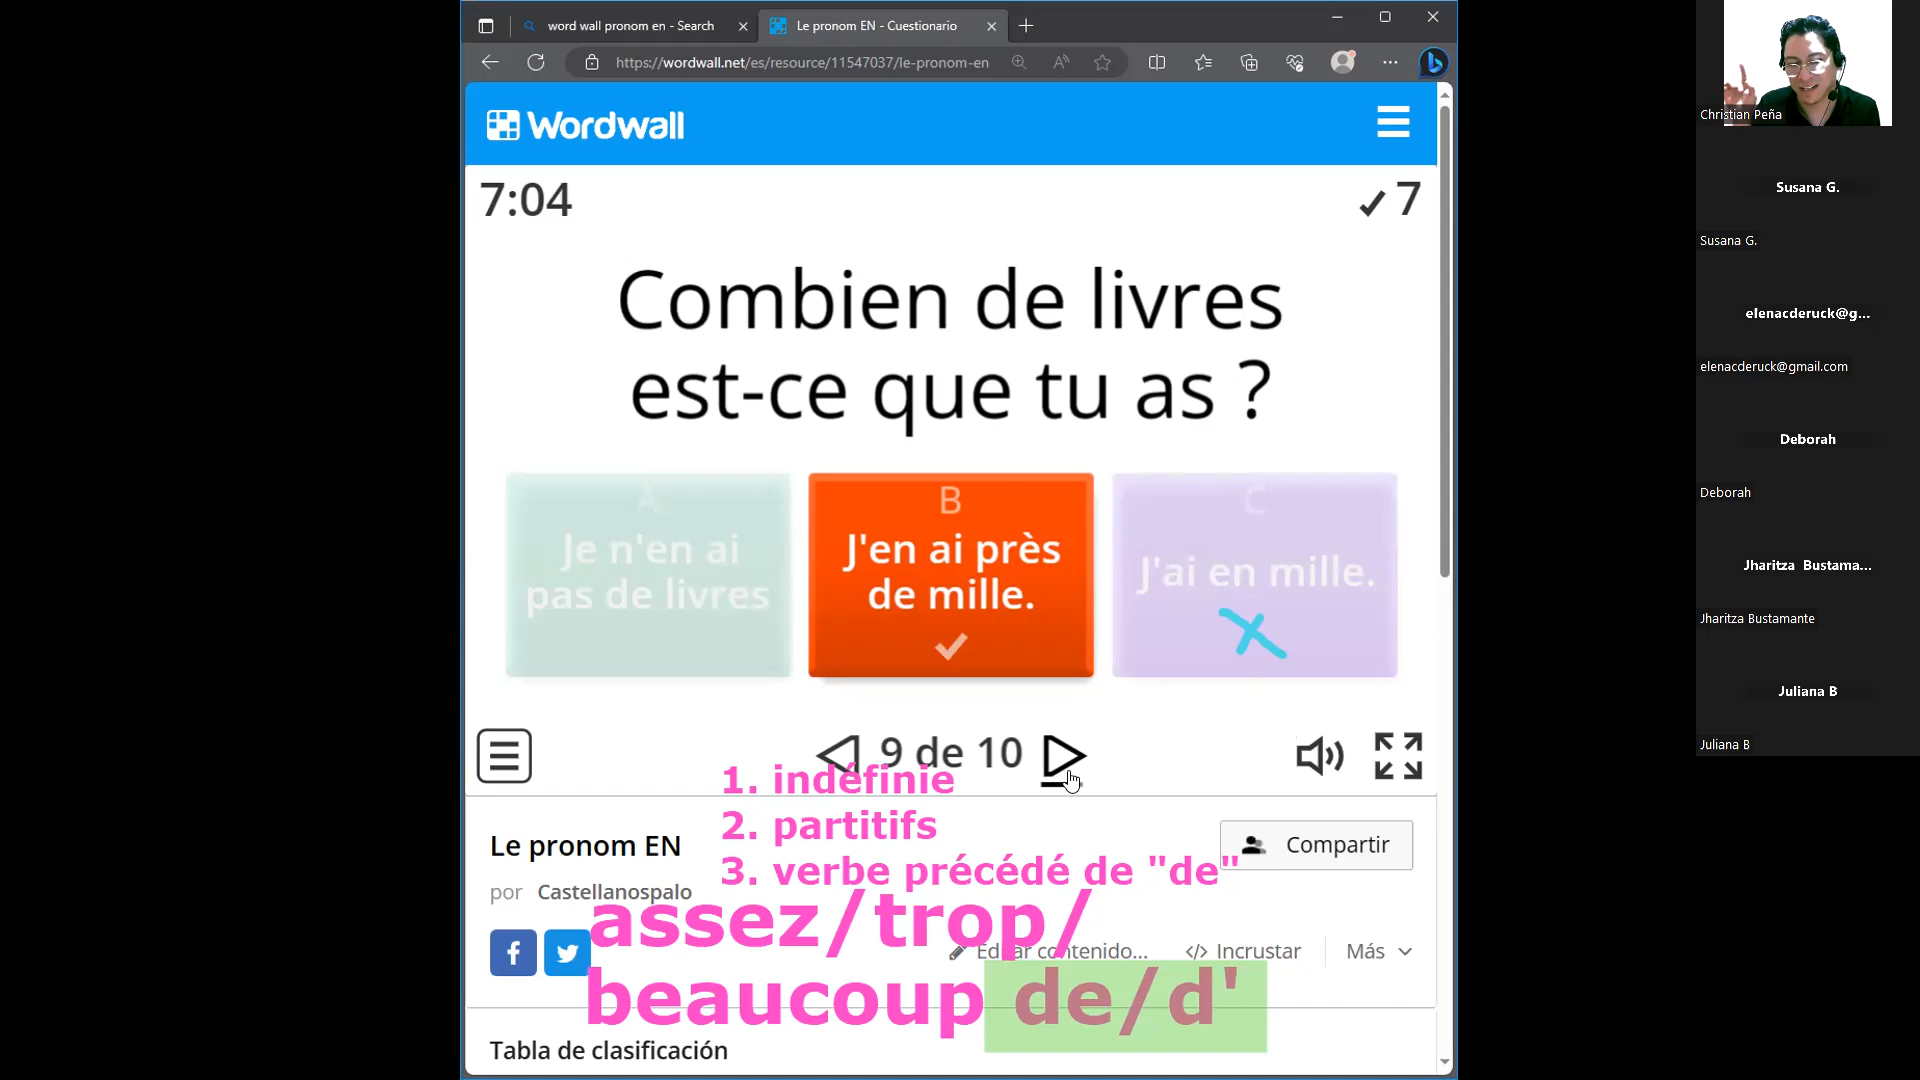 word wall pronom en - Search
Le pronom EN - Cuestionario
https://wordwall.net/es/resource/11547037/le-pronom-en
Wordwall
7:04
7
Combien de livres
est-ce que tu as ?
A
Je n'en ai
pas de livres
B
J'en ai près
de mille.
C
J'ai en mille.
9 de 10
1. indéfinie
2. partitifs
3. verbe précédé de "de"
assez/trop/
beaucoup de/d'
Le pronom EN
por Castellanospalo
Compartir
Editar contenido...
Incrustar
Más
Tabla de clasificación
Christian Peña
Susana G.
Susana G.
elenacderuck@g...
elenacderuck@gmail.com
Deborah
Deborah
Jharitza Bustama...
Jharitza Bustamante
Juliana B
Juliana B